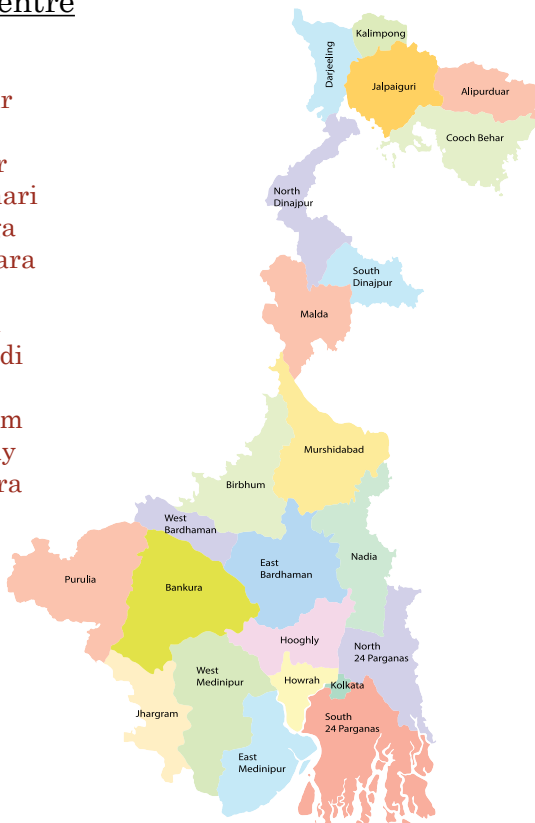 entre
r
r
ara
di
m
y
ra
Kalimpong
Darjeeling
Jalpaiguri
Alipurduar
Cooch Behar
North
Dinajpur
South
Dinajpur
Malda
Murshidabad
Birbhum
West
Bardhaman
East
Bardhaman
Nadia
Purulia
Bankura
Hooghly
North
24 Parganas
West
Medinipur
Howrah
Kolkata
Jhargram
South
24 Parganas
East
Medinipur